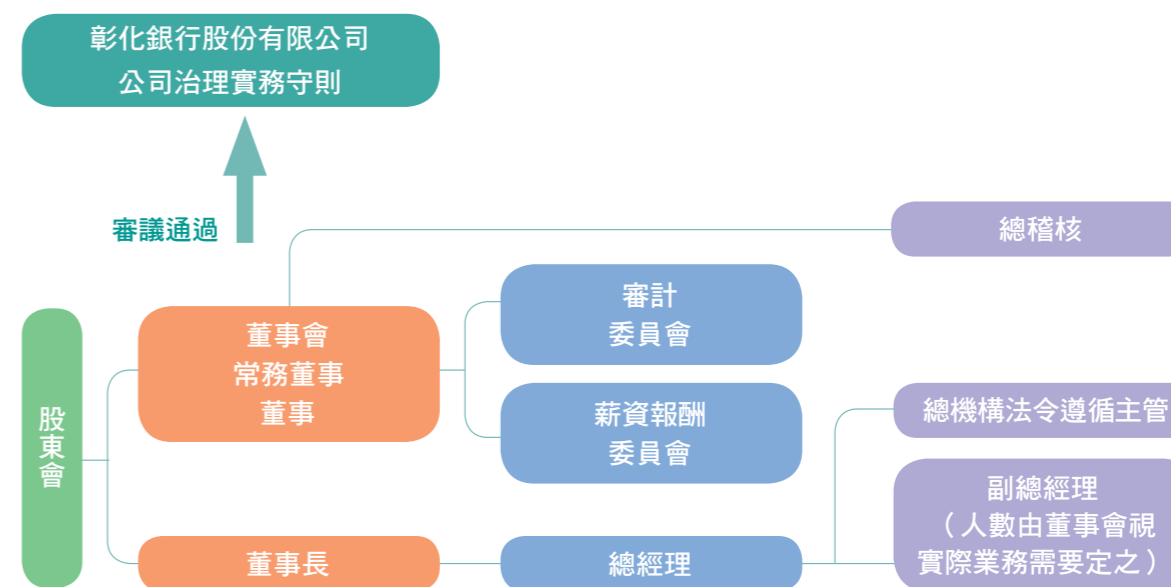 彰化銀行股份有限公司
公司治理實務守則
審議通過
總稽核
股東會
董事會
常務董事
董事
審計
委員會
薪資報酬
委員會
總機構法令遵循主管
副總經理
（人數由董事會視
實際業務需要定之）
董事長
總經理